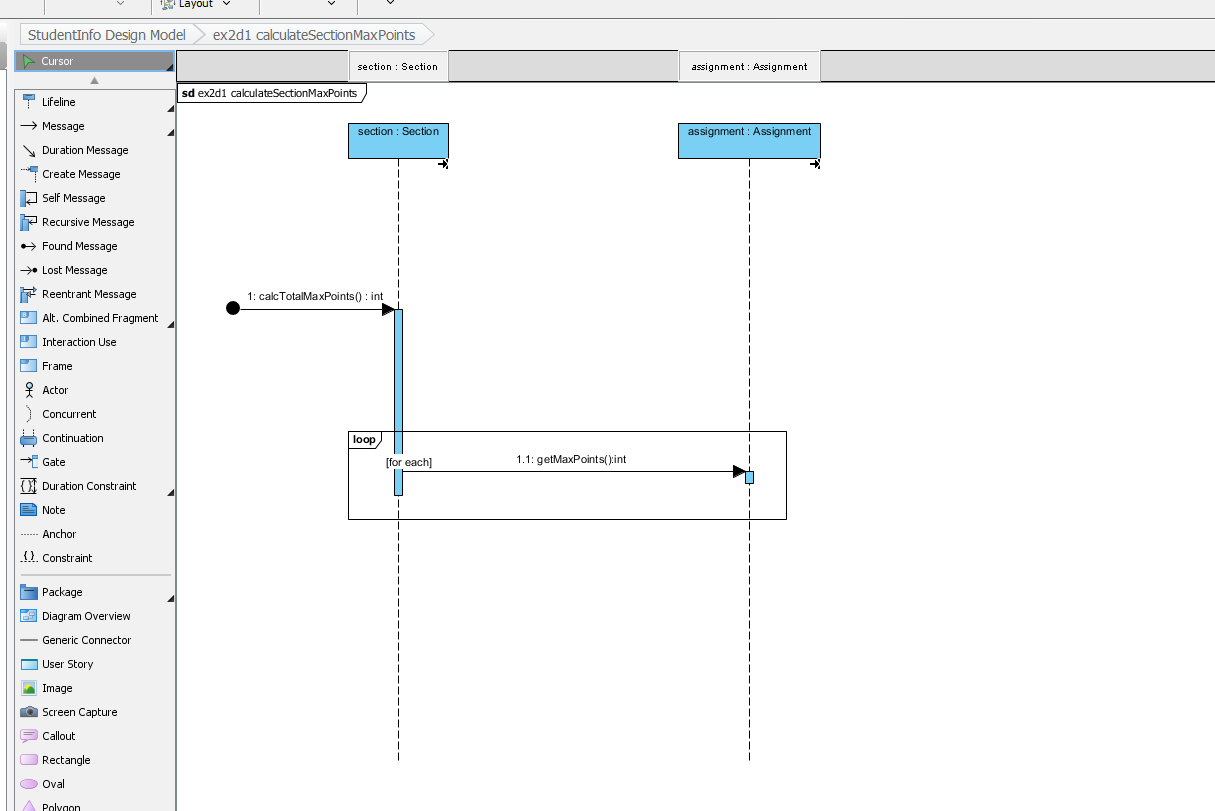 Layout
StudentInfo Design Model
ex2d1 calculateSectionMaxPoints
Cursor
section : Section
assignment : Assignment
sd ex2d1 calculateSectionMaxPoints
Lifeline
Message
Duration Message
Create Message
Self Message
Recursive Message
Found Message
Lost Message
Reentrant Message
Alt. Combined Fragment
Interaction Use
Frame
Actor
Concurrent
Continuation
Gate
Duration Constraint
Note
Anchor
Constraint
Package
Diagram Overview
Generic Connector
User Story
Image
Screen Capture
Callout
Rectangle
Oval
Polygon
section : Section
assignment : Assignment
1: calcTotalMaxPoints() : int
loop
[for each]
1.1: getMaxPoints():int